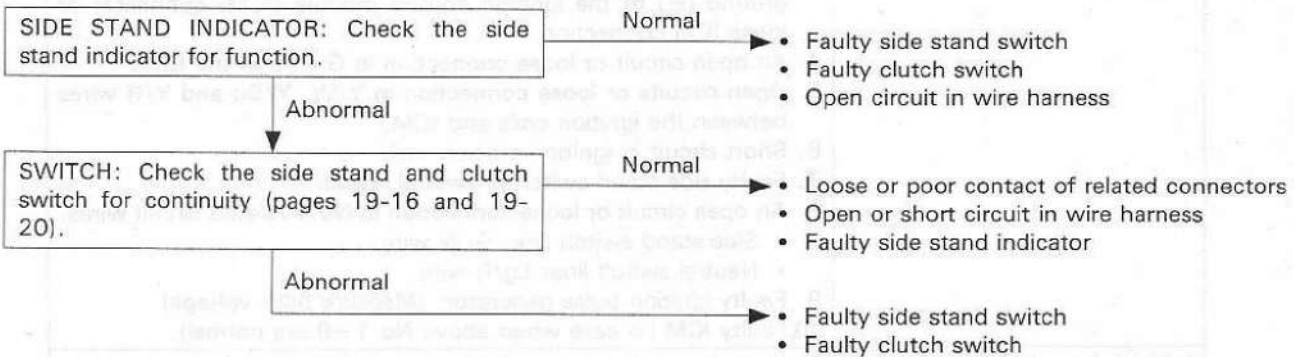 SIDE STAND INDICATOR: Check the side
stand indicator for function.
Normal
• Faulty side stand switch
• Faulty clutch switch
• Open circuit in wire harness
Abnormal
SWITCH: Check the side stand and clutch
switch for continuity (pages 19-16 and 19-
20).
Normal
• Loose or poor contact of related connectors
• Open or short circuit in wire harness
• Faulty side stand indicator
Abnormal
• Faulty side stand switch
• Faulty clutch switch